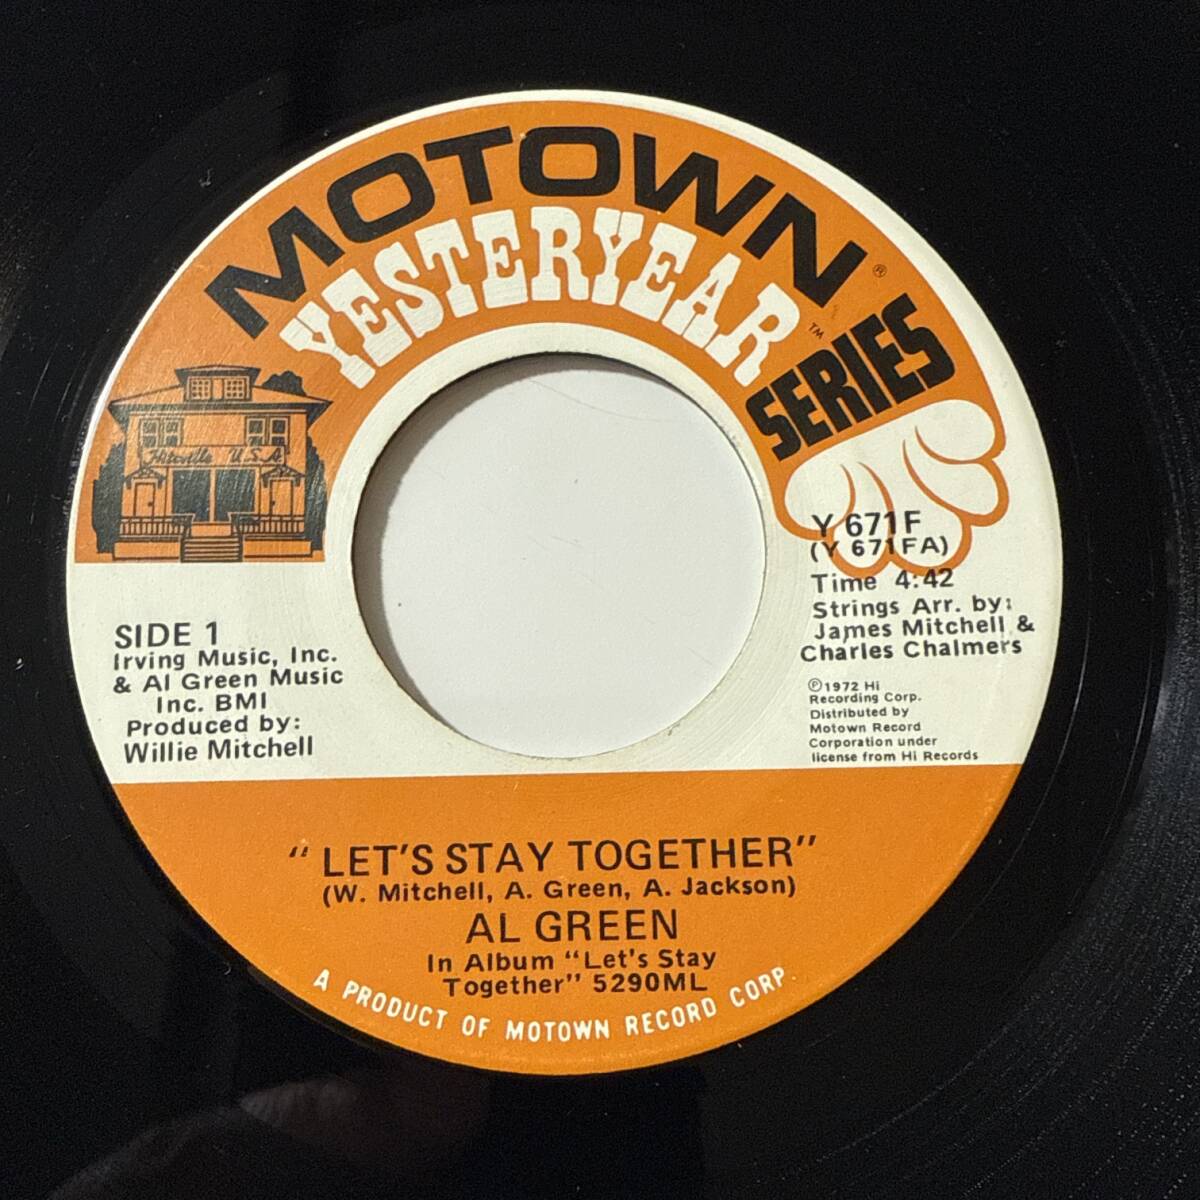 MOTOWN®
YESTERYEAR™
SERIES
Hitsville U.S.A.
SIDE 1
Irving Music, Inc.
& Al Green Music
Inc. BMI
Produced by:
Willie Mitchell
Y 671F
(Y 671FA)
Time 4:42
Strings Arr. by:
James Mitchell &
Charles Chalmers
℗1972 Hi
Recording Corp.
Distributed by
Motown Record
Corporation under
license from Hi Records
"LET'S STAY TOGETHER"
(W. Mitchell, A. Green, A. Jackson)
AL GREEN
In Album "Let's Stay
Together" 5290ML
A PRODUCT OF MOTOWN RECORD CORP.